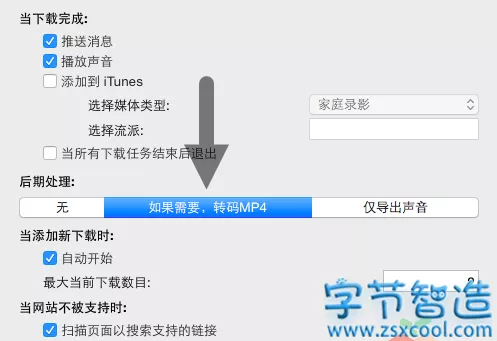 当下载完成:
推送消息
播放声音
添加到 iTunes
选择媒体类型: 家庭录影
选择流派:
当所有下载任务结束后退出
后期处理:
无 如果需要，转码MP4 仅导出声音
当添加新下载时:
自动开始
最大当前下载数目:
当网站不被支持时:
扫描页面以搜索支持的链接
字节智造
www.zsxcool.com